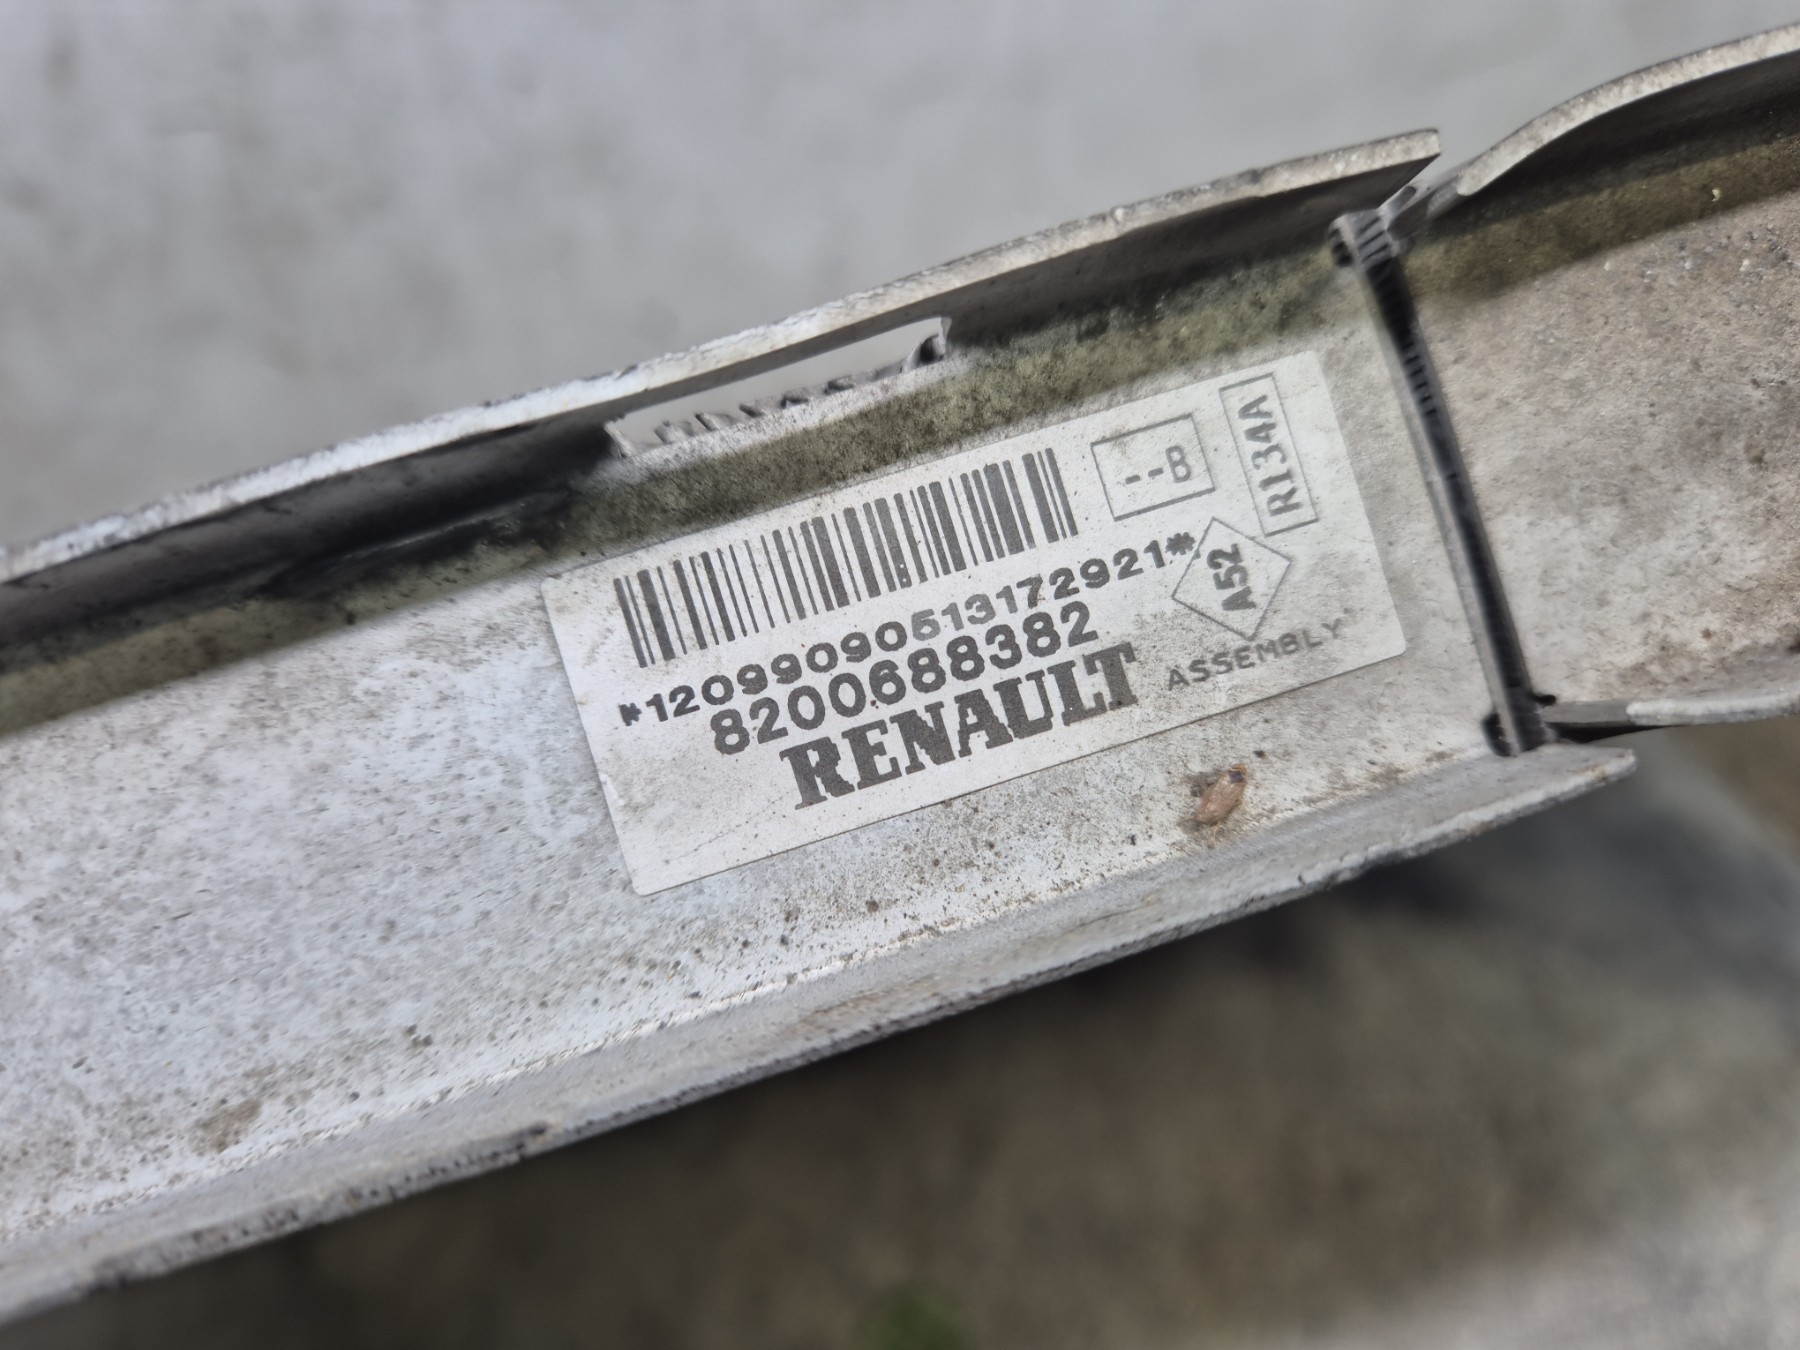 --B
R134A
*1209909051317292​1*
A52
8200688382
RENAULT
ASSEMBLY